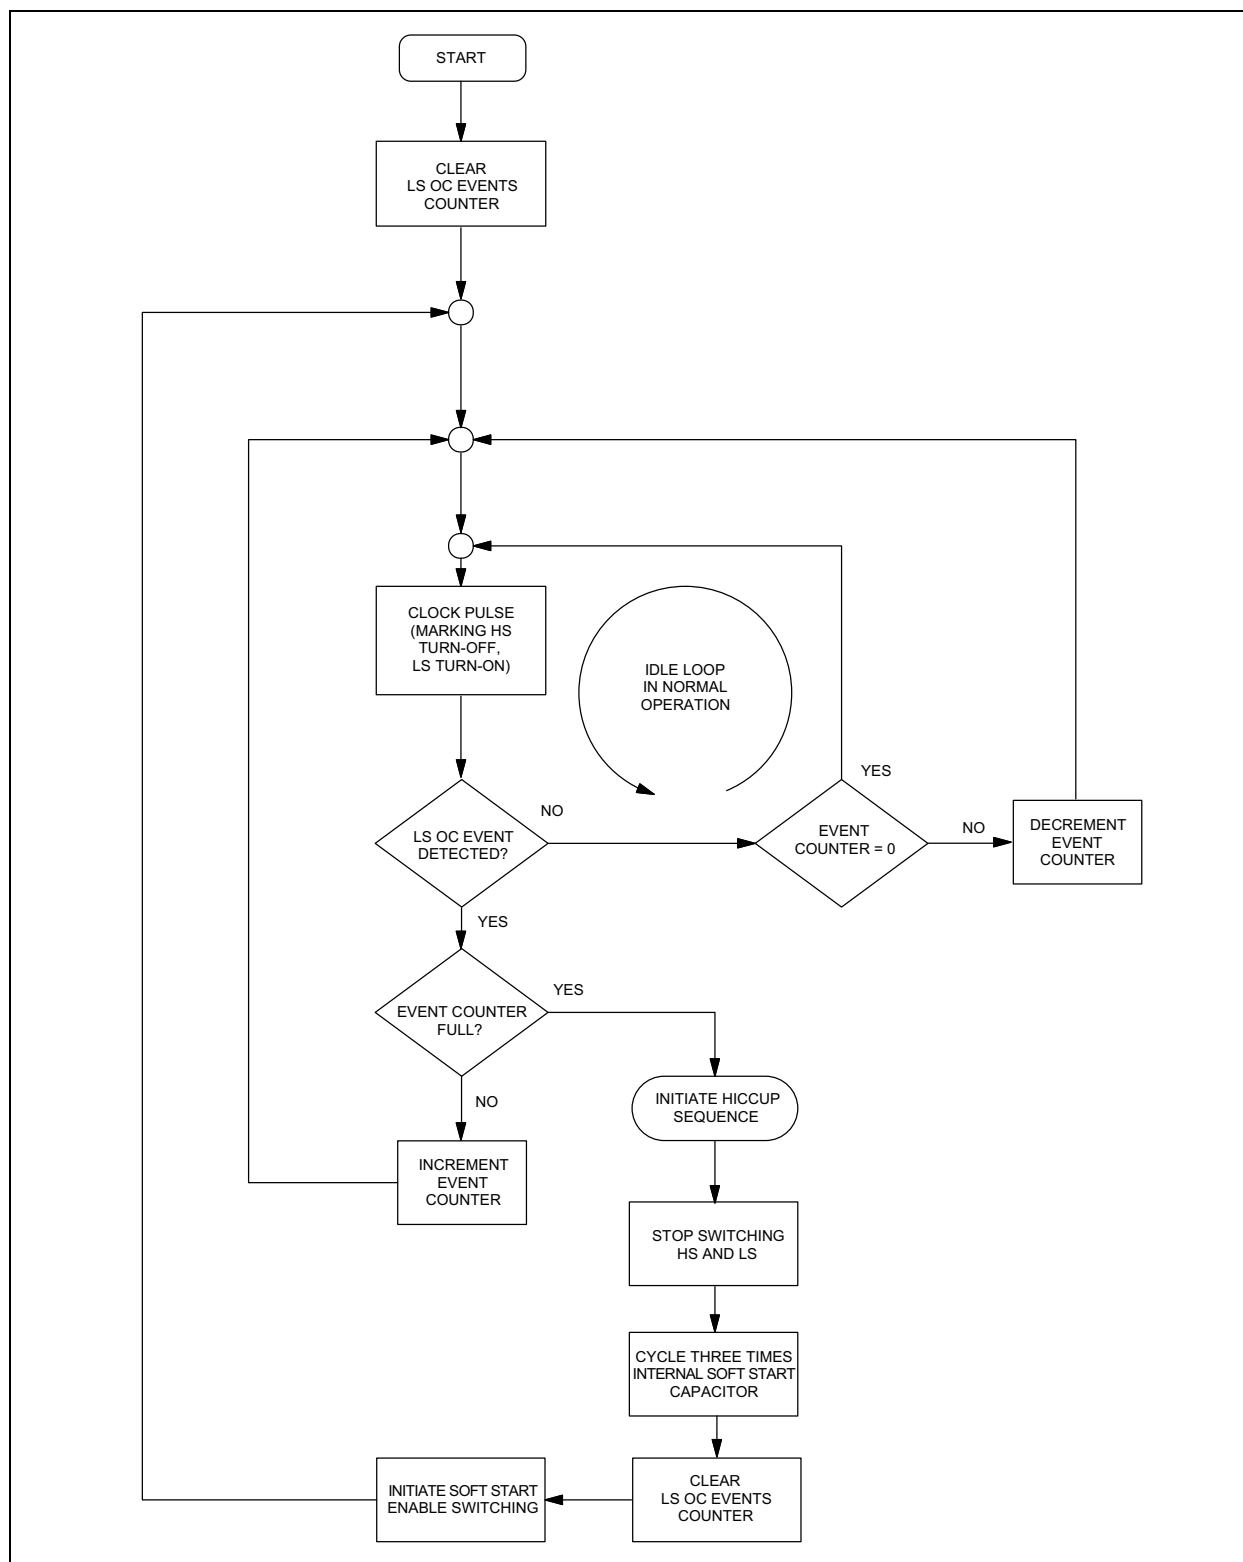 START
CLEAR
LS OC EVENTS
COUNTER
CLOCK PULSE
(MARKING HS
TURN-OFF,
LS TURN-ON)
IDLE LOOP
IN NORMAL
OPERATION
YES
NO
LS OC EVENT
DETECTED?
EVENT
COUNTER = 0
NO
DECREMENT
EVENT
COUNTER
YES
EVENT COUNTER
FULL?
YES
NO
INITIATE HICCUP
SEQUENCE
INCREMENT
EVENT
COUNTER
STOP SWITCHING
HS AND LS
CYCLE THREE TIMES
INTERNAL SOFT START
CAPACITOR
CLEAR
LS OC EVENTS
COUNTER
INITIATE SOFT START
ENABLE SWITCHING